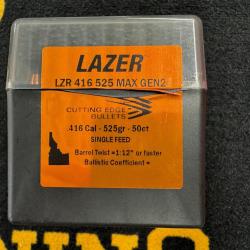 LAZER
LZR 416 525 MAX GEN2
CUTTING EDGE
BULLETS
.416 Cal - 525gr - 50ct
SINGLE FEED
Barrel Twist =1:12" or faster
Ballistic Coefficient =